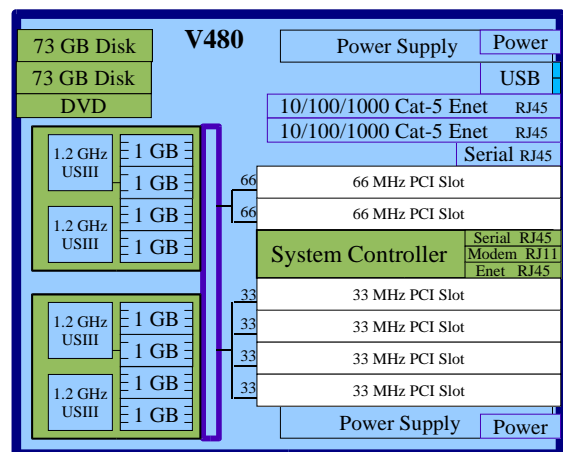 V480
73 GB Disk
73 GB Disk
DVD
Power Supply
Power
USB
10/100/1000 Cat-5 Enet RJ45
10/100/1000 Cat-5 Enet RJ45
Serial RJ45
1.2 GHz
USIII
1.2 GHz
USIII
1 GB
1 GB
1 GB
1 GB
66
66 MHz PCI Slot
66
66 MHz PCI Slot
System Controller
Serial RJ45
Modem RJ11
Enet RJ45
1.2 GHz
USIII
1.2 GHz
USIII
1 GB
1 GB
1 GB
1 GB
33
33 MHz PCI Slot
33
33 MHz PCI Slot
33
33 MHz PCI Slot
33
33 MHz PCI Slot
Power Supply
Power